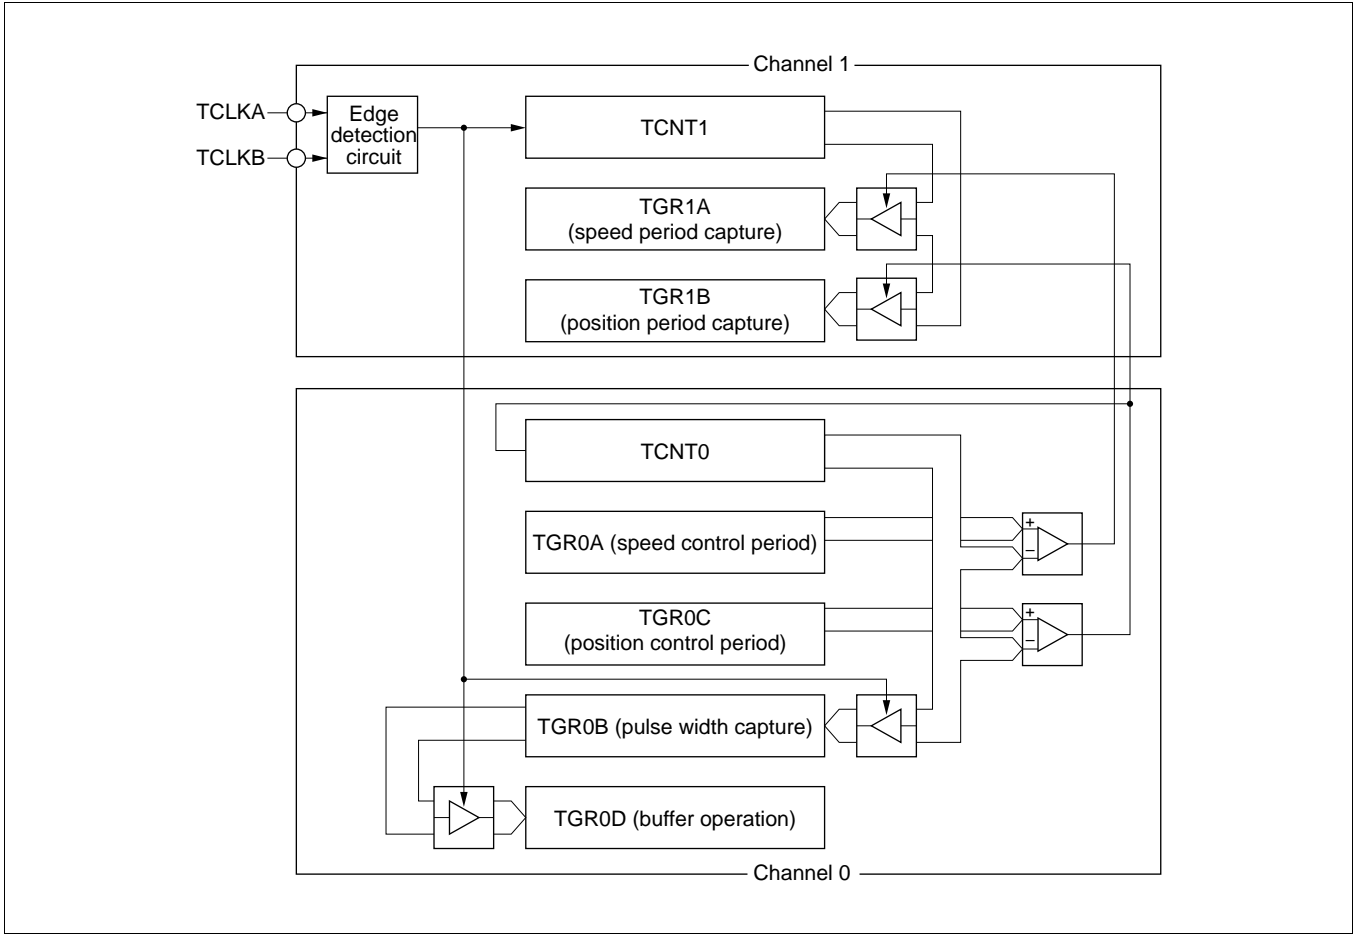 Channel 1
TCLKA
TCLKB
Edge
detection
circuit
TCNT1
TGR1A
(speed period capture)
TGR1B
(position period capture)
TCNT0
TGR0A (speed control period)
+
−
TGR0C
(position control period)
+
−
TGR0B (pulse width capture)
TGR0D (buffer operation)
Channel 0